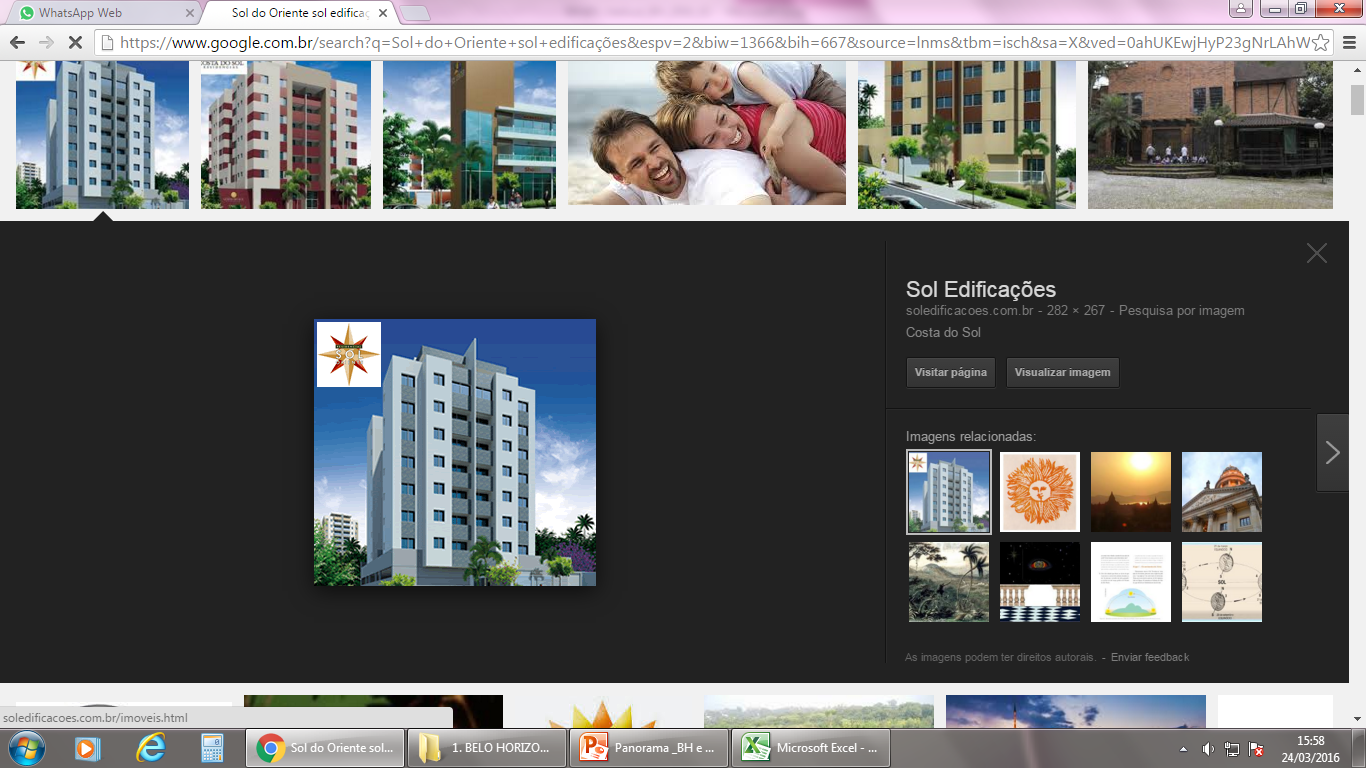 WhatsApp Web
Sol do Oriente sol edificaç
https://www.google.com.br/search?q=Sol+do+Oriente+sol+edificações&espv=2&biw=1366&bih=667&source=lnms&tbm=isch&sa=X&ved=0ahUKEwjHyP23gNrLAhW
COSTA DO SOL
Sol Edificações
soledificacoes.com.br - 282 × 267 - Pesquisa por imagem
Costa do Sol
Visitar página
Visualizar imagem
SOL
Imagens relacionadas:
SOL
As imagens podem ter direitos autorais. - Enviar feedback
soledificacoes.com.br/imoveis.html
Sol do Oriente sol...
1. BELO HORIZO...
Panorama _BH e ...
Microsoft Excel - ...
15:58
24/03/2016